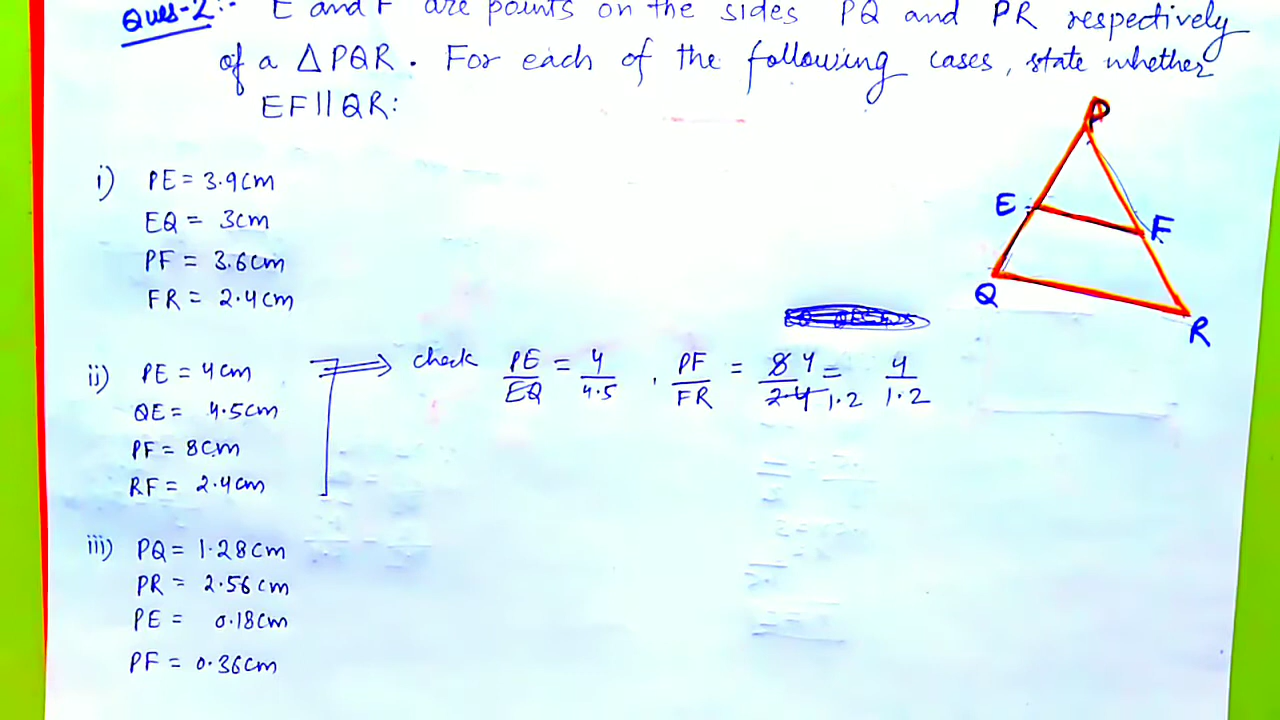 Ques-2:- E and F are points on the sides PQ and PR respectively
of a △PQR. For each of the following cases, state whether
EF||QR:
P
E
F
Q
R
i) PE = 3.9cm
EQ = 3cm
PF = 3.6cm
FR = 2.4cm
ii) PE = 4cm
QE = 4.5cm
PF = 8cm
RF = 2.4cm
check PE/EQ = 4/4.5 , PF/FR = 8 4/2.4 1.2 = 4/1.2
iii) PQ = 1.28cm
PR = 2.56cm
PE = 0.18cm
PF = 0.36cm